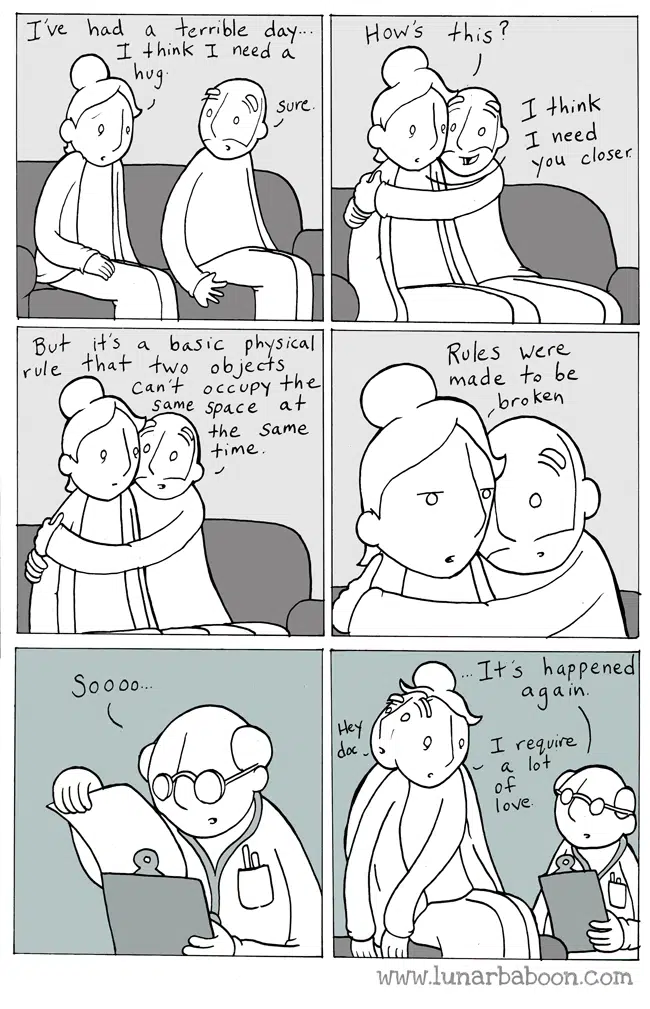 I've had a terrible day...
I think I need a
hug.
sure.
How's this?
I think
I need
you closer.
But it's a basic physical
rule that two objects
can't occupy the
same space at
the same
time.
Rules were
made to be
broken
Soooo...
...It's happened
again.
Hey
doc.
I require
a lot
of
love.
www.lunarbaboon.com